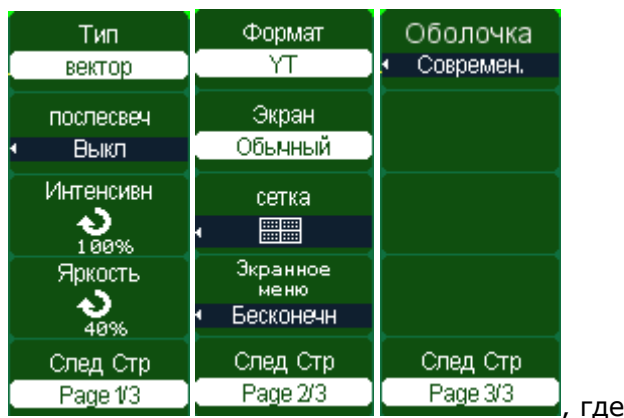 Тип
вектор
послесвеч
Выкл
Интенсивн
100%
Яркость
40%
След Стр
Page 1/3
Формат
YT
Экран
Обычный
сетка
Экранное
меню
Бесконечн
След Стр
Page 2/3
Оболочка
Современ.
След Стр
Page 3/3
, где